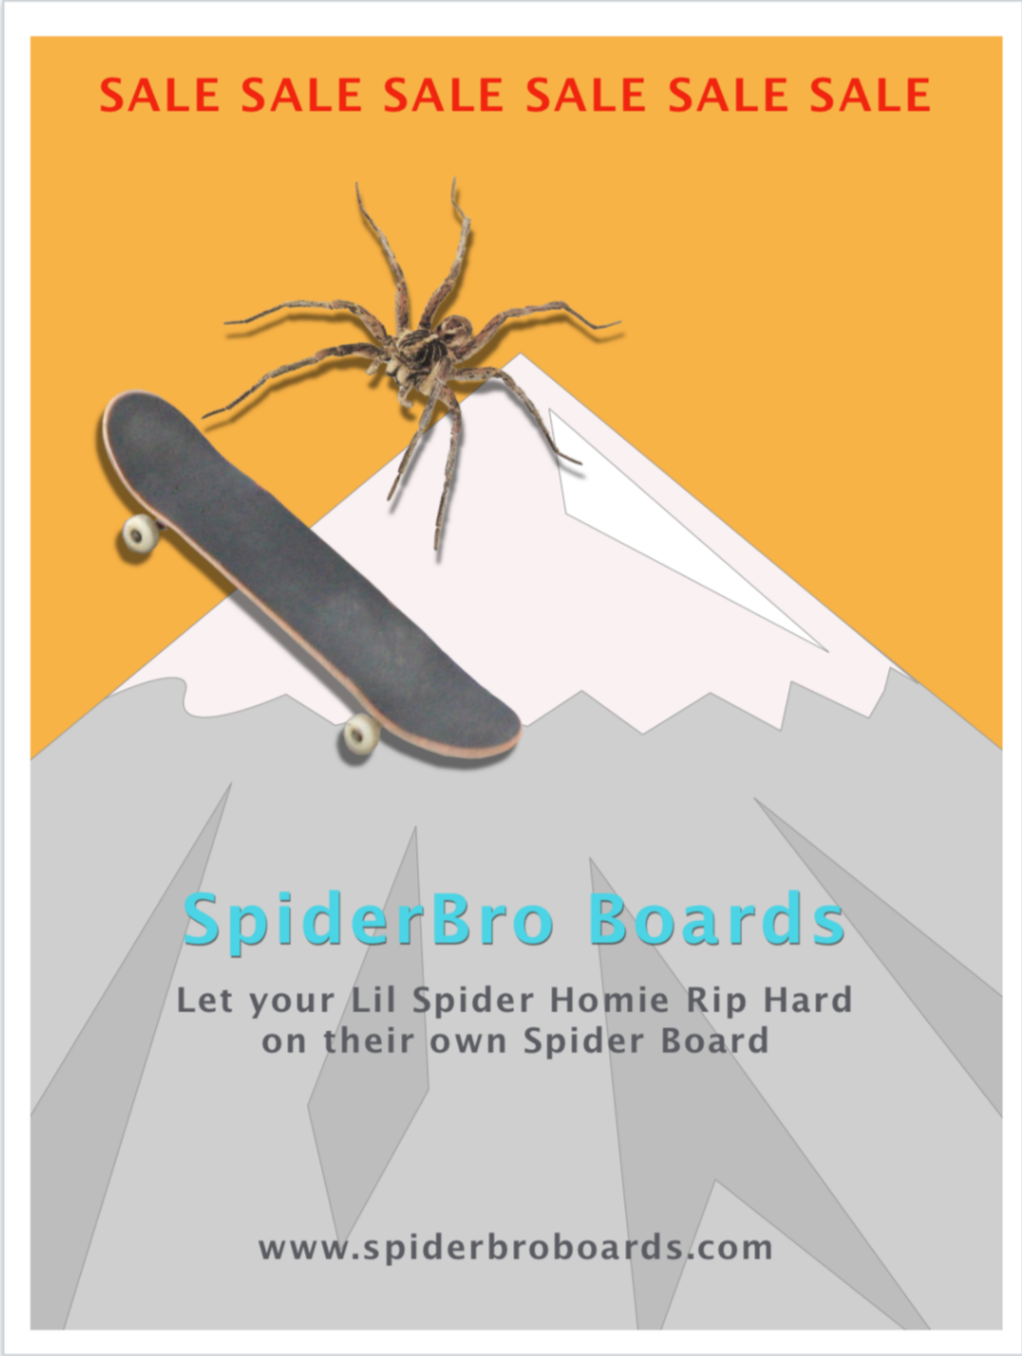 SALE SALE SALE SALE SALE SALE
SpiderBro Boards
Let your Lil Spider Homie Rip Hard
on their own Spider Board
www.spiderbroboards.com